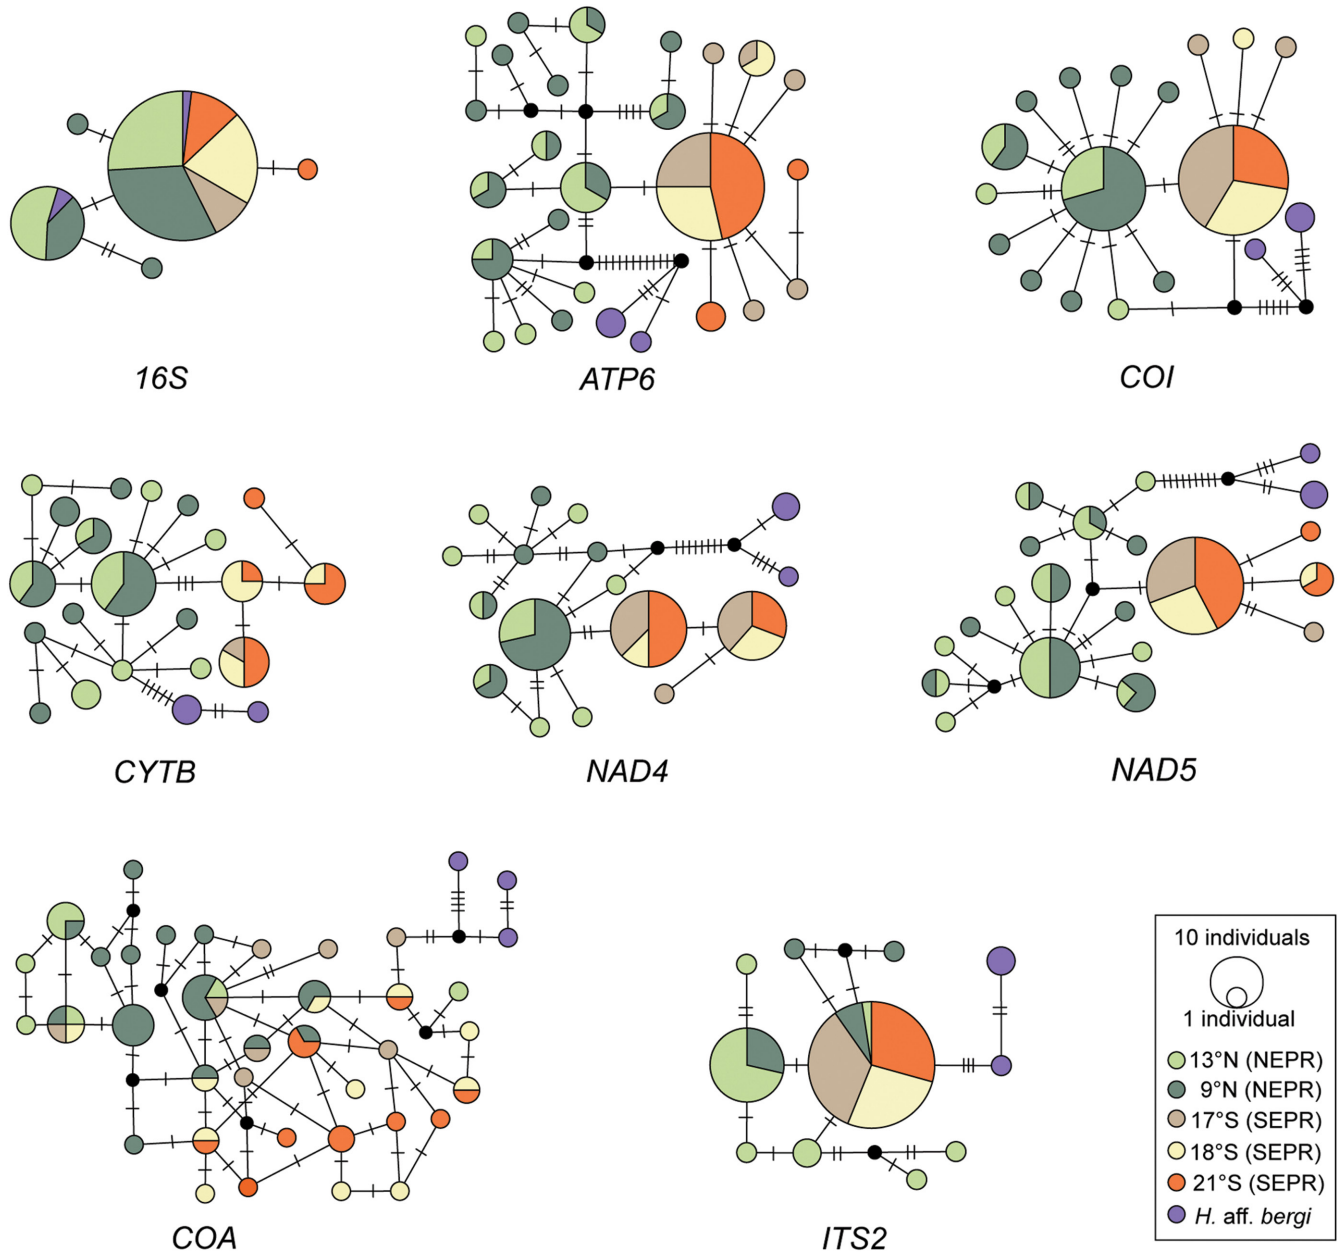 16S
ATP6
COI
CYTB
NAD4
NAD5
COA
ITS2
10 individuals
1 individual
13°N (NEPR)
9°N (NEPR)
17°S (SEPR)
18°S (SEPR)
21°S (SEPR)
H. aff. bergi